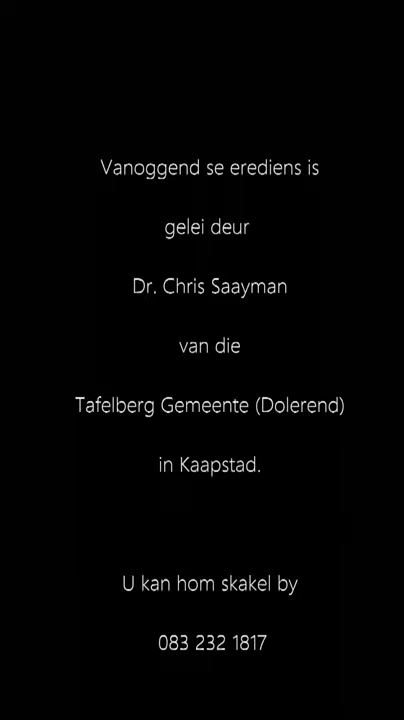 Vanoggend se erediens is
gelei deur
Dr. Chris Saayman
van die
Tafelberg Gemeente (Dolerend)
in Kaapstad.
U kan hom skakel by
083 232 1817